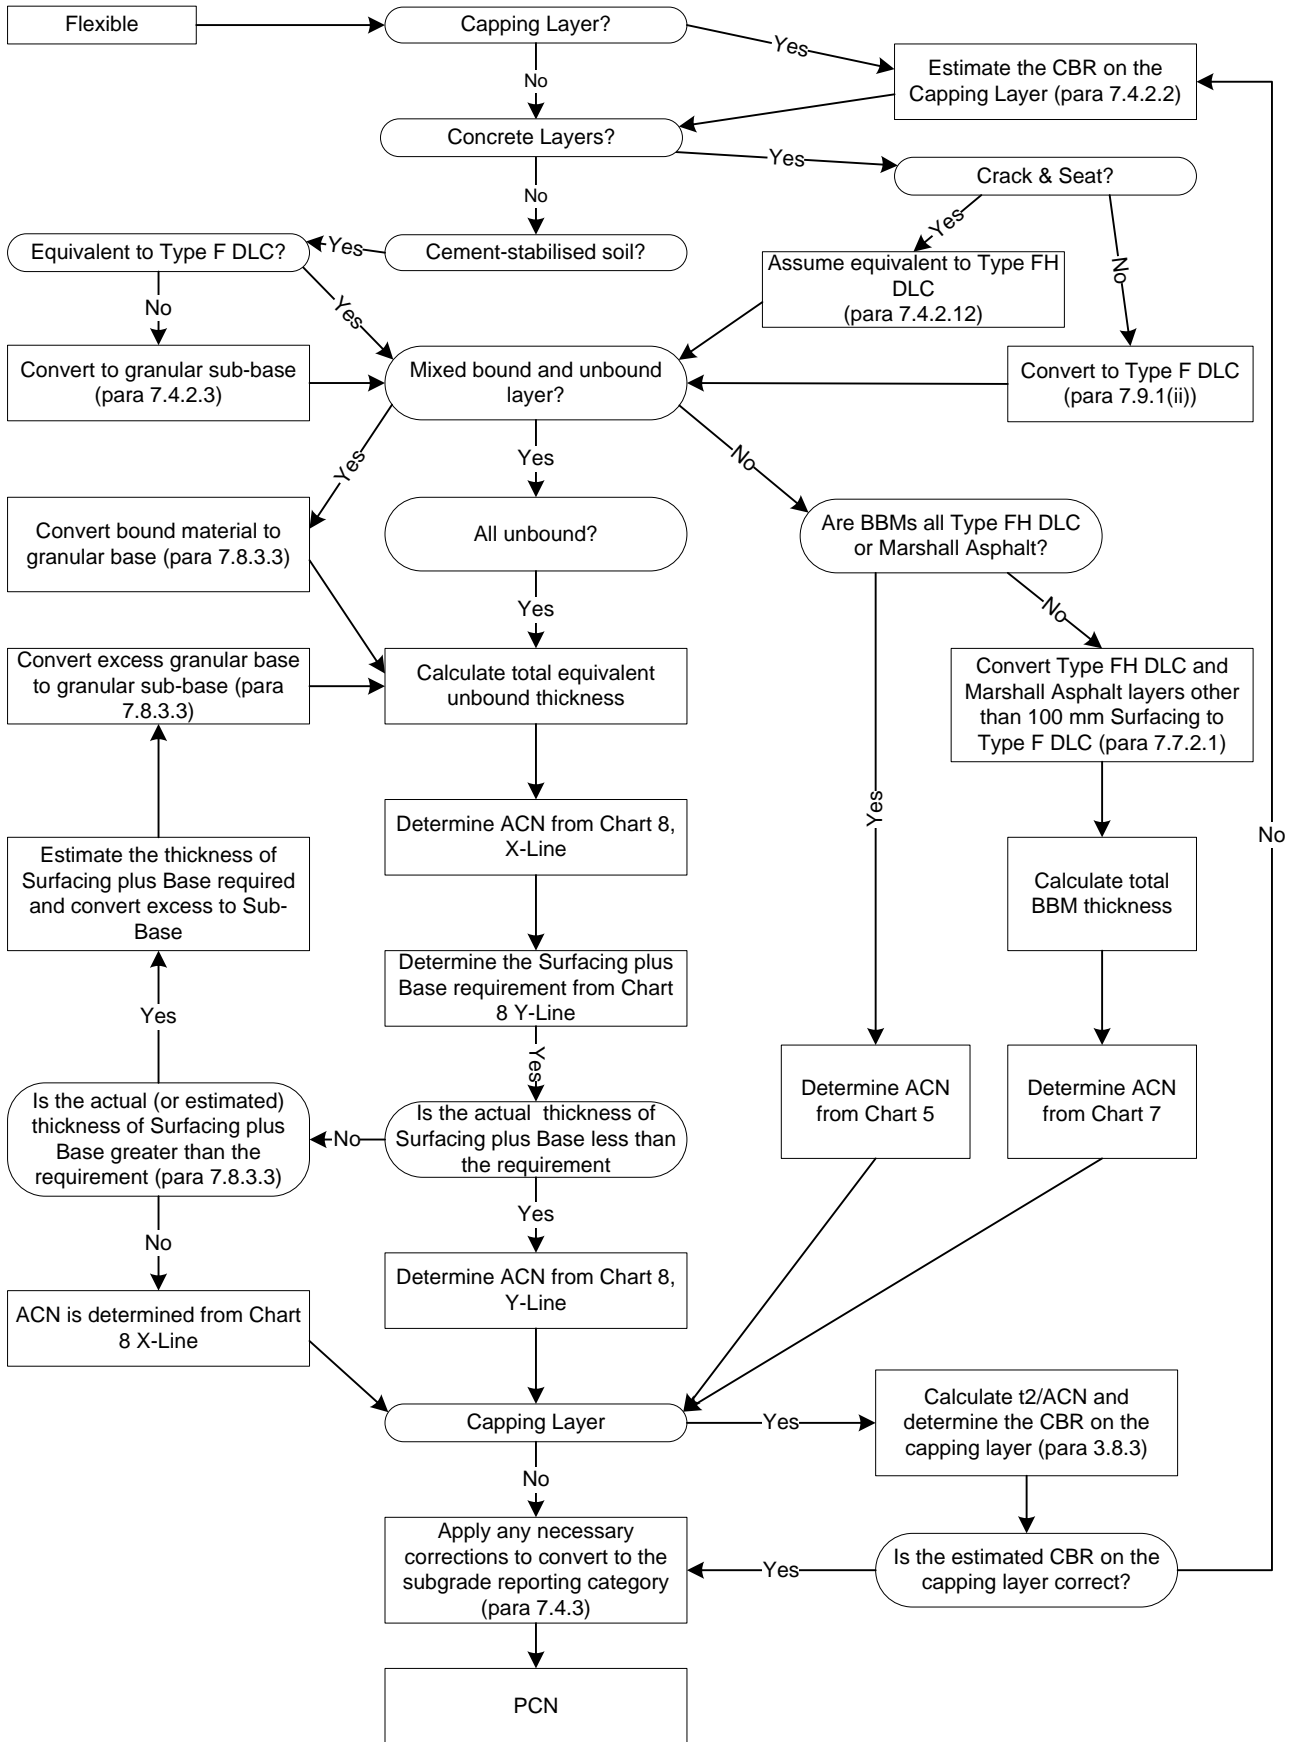 Flexible
Capping Layer?
Yes
No
Estimate the CBR on the
Capping Layer (para 7.4.2.2)
Concrete Layers?
Yes
No
Crack & Seat?
Yes
No
Cement-stabilised soil?
Yes
Equivalent to Type F DLC?
No
Yes
Assume equivalent to Type FH
DLC
(para 7.4.2.12)
Convert to granular sub-base
(para 7.4.2.3)
Mixed bound and unbound
layer?
Convert to Type F DLC
(para 7.9.1(ii))
Yes
Yes
No
Convert bound material to
granular base (para 7.8.3.3)
All unbound?
Yes
Are BBMs all Type FH DLC
or Marshall Asphalt?
Yes
No
Convert excess granular base
to granular sub-base (para
7.8.3.3)
Calculate total equivalent
unbound thickness
Convert Type FH DLC and
Marshall Asphalt layers other
than 100 mm Surfacing to
Type F DLC (para 7.7.2.1)
Determine ACN from Chart 8,
X-Line
Estimate the thickness of
Surfacing plus Base required
and convert excess to Sub-
Base
Calculate total
BBM thickness
No
Determine the Surfacing plus
Base requirement from Chart
8 Y-Line
Yes
Yes
Is the actual (or estimated)
thickness of Surfacing plus
Base greater than the
requirement (para 7.8.3.3)
No
Is the actual  thickness of
Surfacing plus Base less than
the requirement
Determine ACN
from Chart 5
Determine ACN
from Chart 7
No
Yes
ACN is determined from Chart
8 X-Line
Determine ACN from Chart 8,
Y-Line
Capping Layer
Yes
Calculate t2/ACN and
determine the CBR on the
capping layer (para 3.8.3)
No
Apply any necessary
corrections to convert to the
subgrade reporting category
(para 7.4.3)
Yes
Is the estimated CBR on the
capping layer correct?
PCN